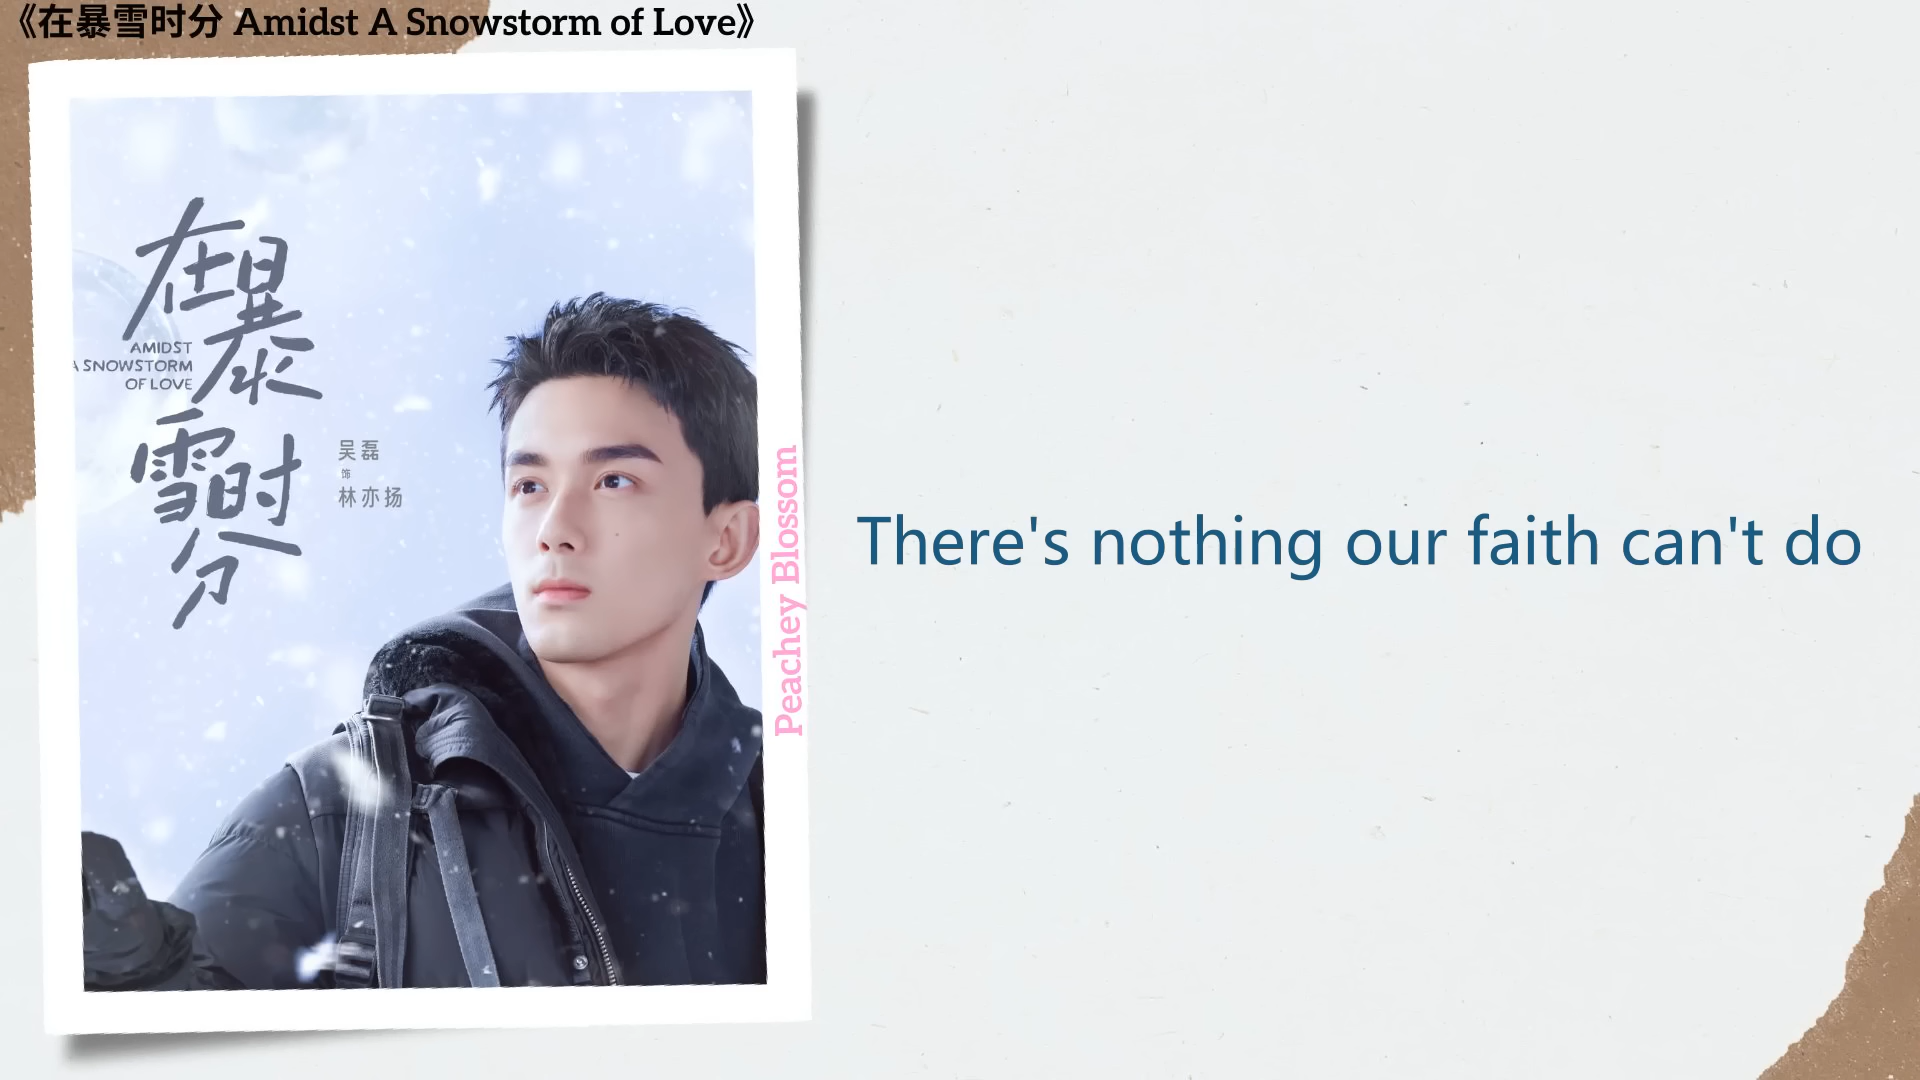 《在暴雪时分 Amidst A Snowstorm of Love》
在暴
AMIDST
A SNOWSTORM
OF LOVE
雪时
分
吴磊
饰
林亦扬
Peachey Blossom
There's nothing our faith can't do